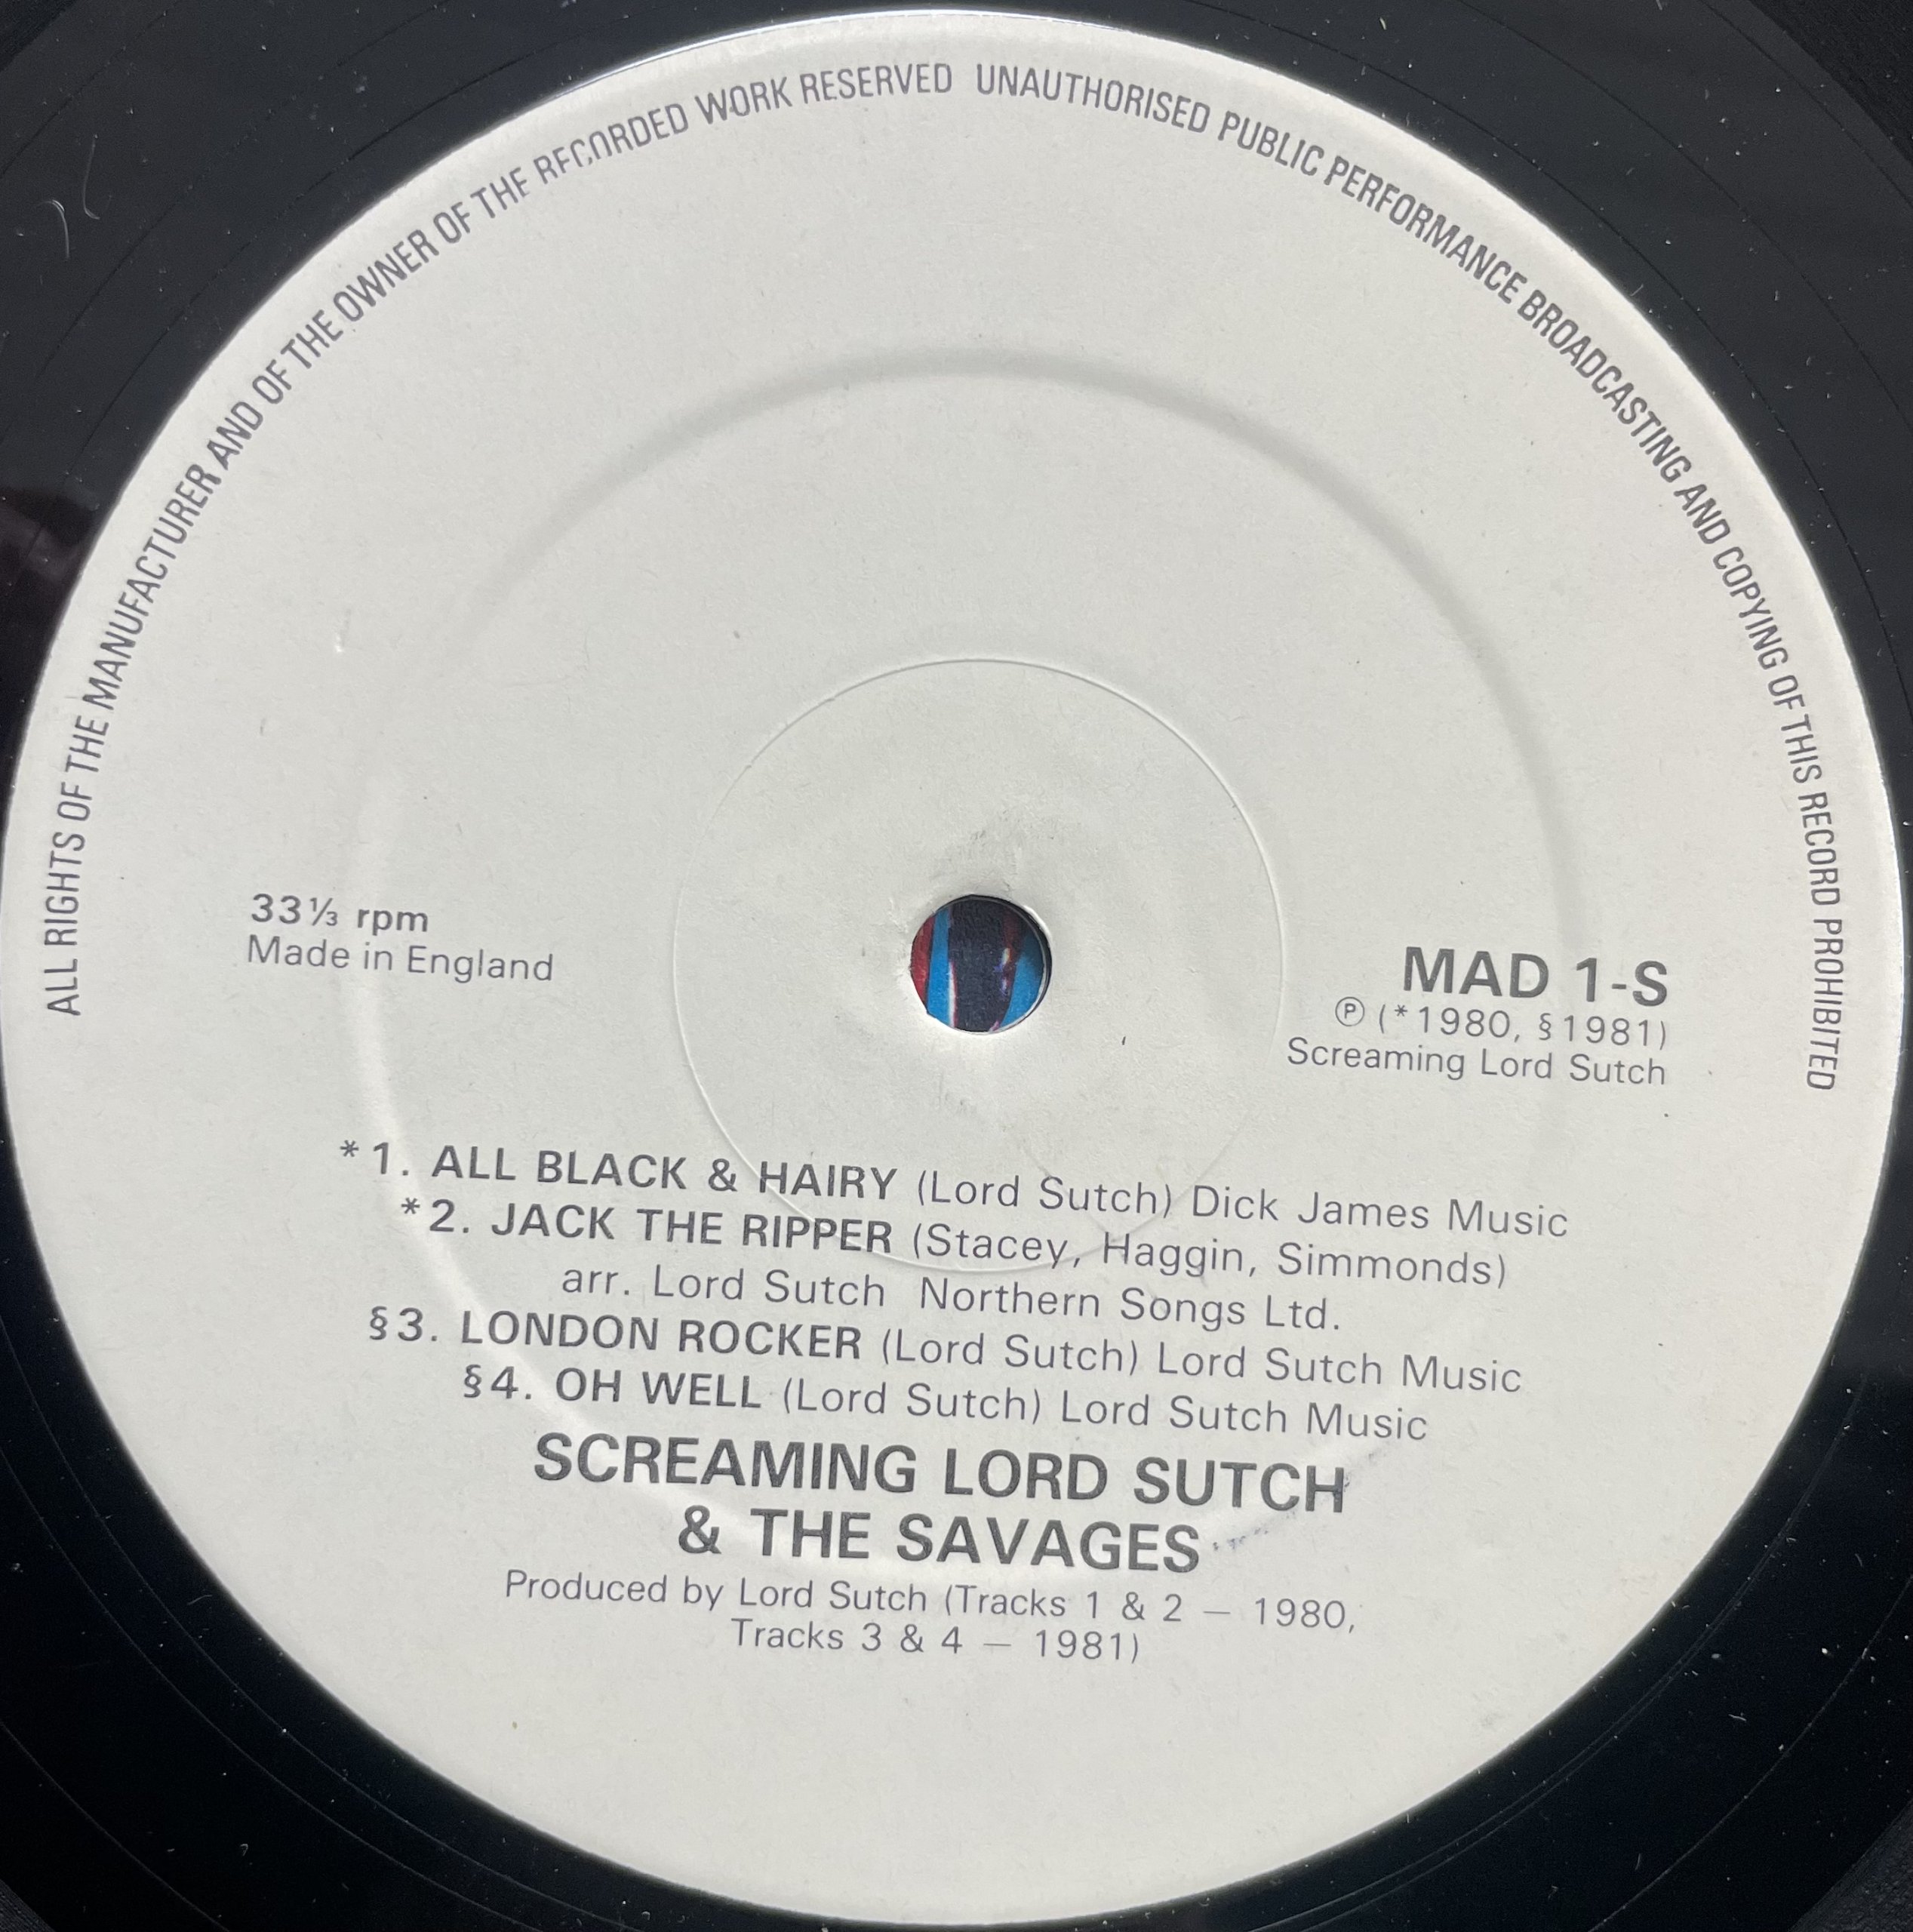 ALL RIGHTS OF THE MANUFACTURER AND OF THE OWNER OF THE RECORDED WORK RESERVED UNAUTHORISED PUBLIC PERFORMANCE BROADCASTING AND COPYING OF THIS RECORD PROHIBITED
33⅓ rpm
Made in England
MAD 1-S
℗ (*1980, §1981)
Screaming Lord Sutch
*1. ALL BLACK & HAIRY (Lord Sutch) Dick James Music
*2. JACK THE RIPPER (Stacey, Haggin, Simmonds)
arr. Lord Sutch Northern Songs Ltd.
§3. LONDON ROCKER (Lord Sutch) Lord Sutch Music
§4. OH WELL (Lord Sutch) Lord Sutch Music
SCREAMING LORD SUTCH
& THE SAVAGES
Produced by Lord Sutch (Tracks 1 & 2 — 1980,
Tracks 3 & 4 — 1981)